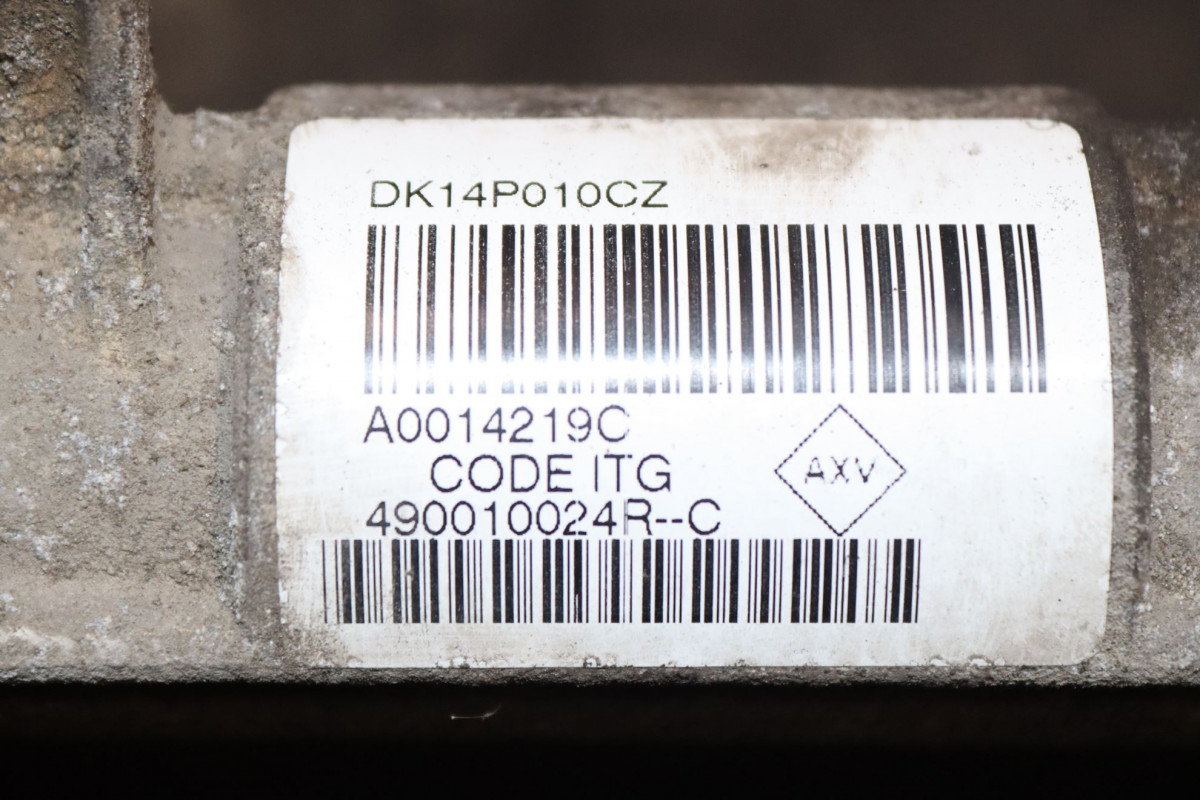 DK14P010CZ
A0014219C
AXV
CODE ITG
490010024R--C